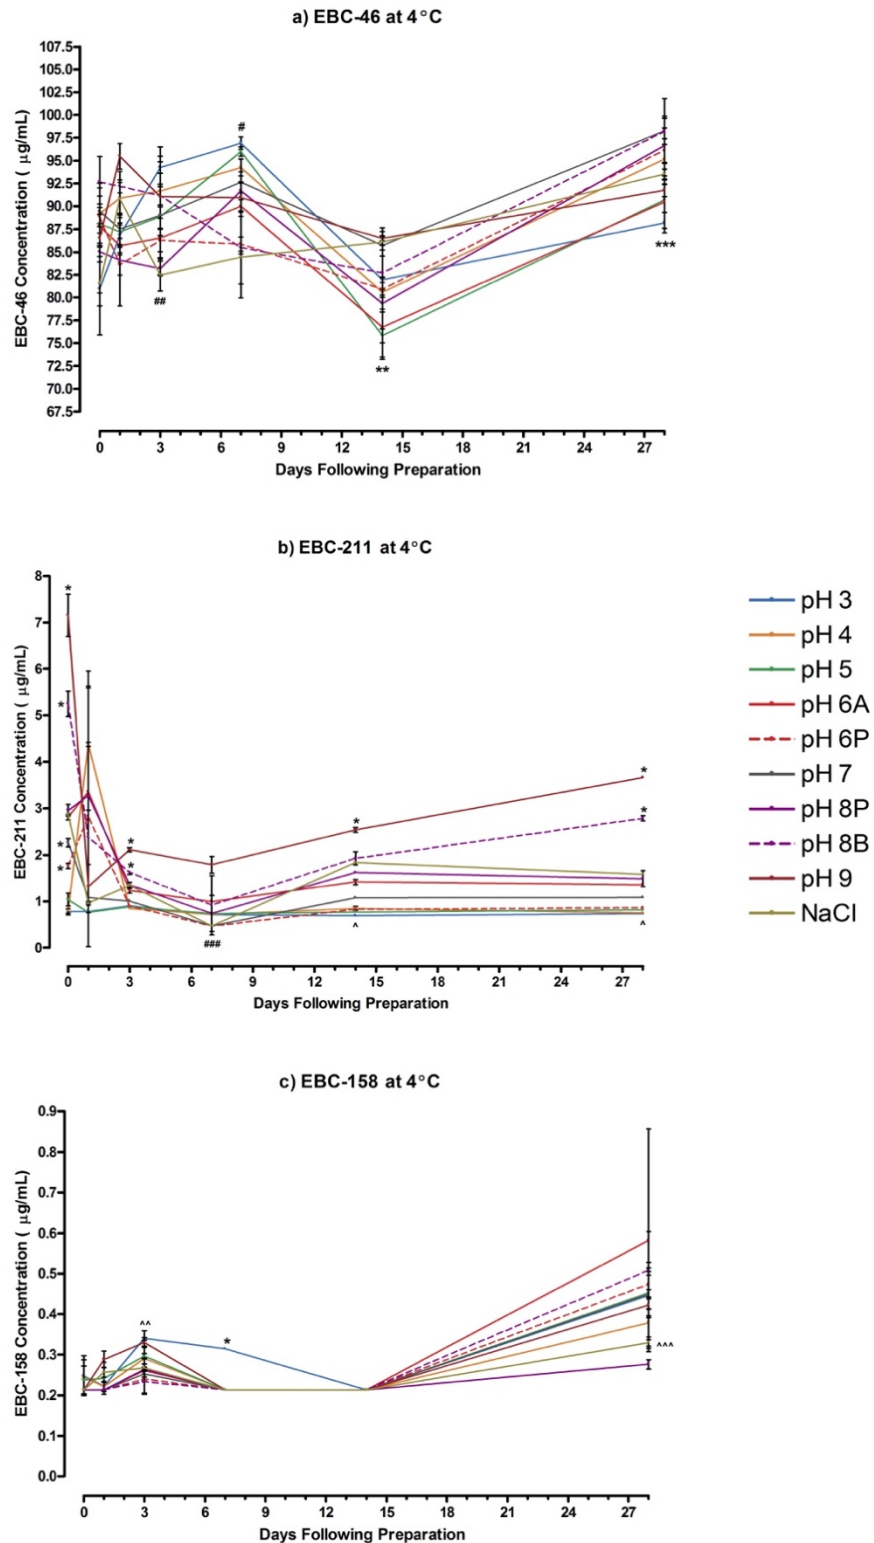 a) EBC-46 at 4°C
107.5
105.0
102.5
100.0
97.5
95.0
92.5
90.0
87.5
85.0
82.5
80.0
77.5
75.0
72.5
70.0
67.5
EBC-46 Concentration ( μg/mL)
#
##
**
***
0 3 6 9 12 15 18 21 24 27
Days Following Preparation
b) EBC-211 at 4°C
8
7
6
5
4
3
2
1
0
EBC-211 Concentration ( μg/mL)
*
*
*
*
*
*
*
*
*
###
^
^
0 3 6 9 12 15 18 21 24 27
Days Following Preparation
pH 3
pH 4
pH 5
pH 6A
pH 6P
pH 7
pH 8P
pH 8B
pH 9
NaCl
c) EBC-158 at 4°C
0.9
0.8
0.7
0.6
0.5
0.4
0.3
0.2
0.1
0.0
EBC-158 Concentration ( μg/mL)
^^
*
^^^
0 3 6 9 12 15 18 21 24 27
Days Following Preparation